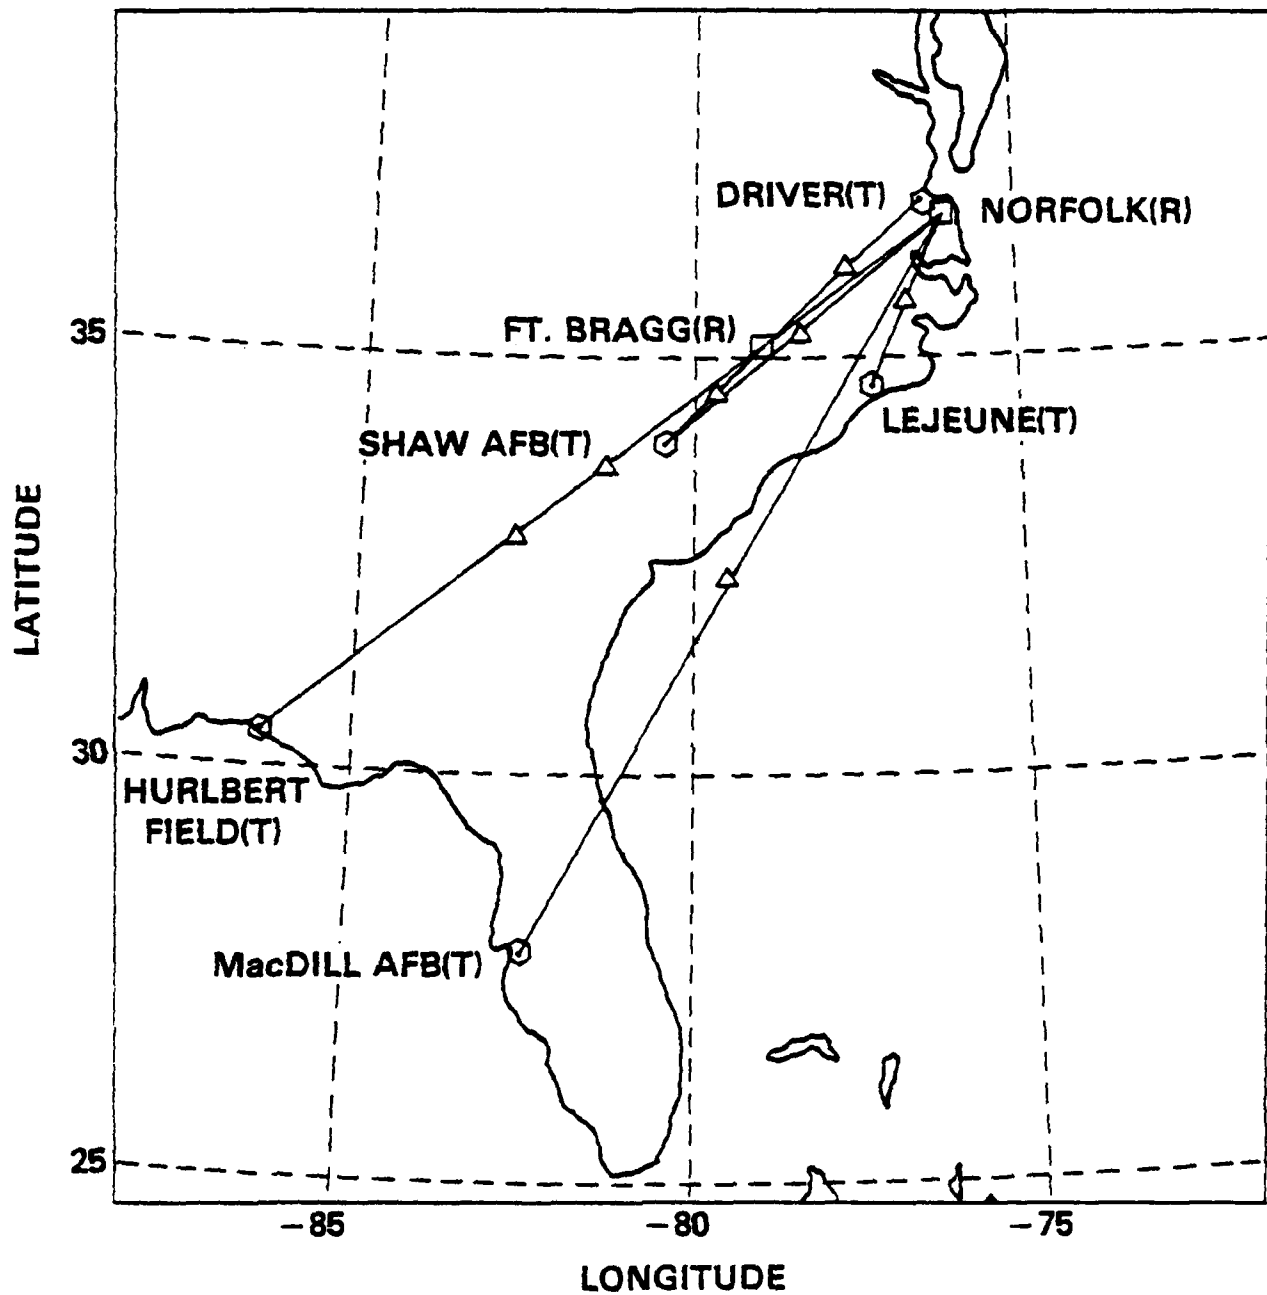 DRIVER(T)
NORFOLK(R)
FT. BRAGG(R)
35
LEJEUNE(T)
SHAW AFB(T)
LATITUDE
30
HURLBERT
FIELD(T)
MacDILL AFB(T)
25
-85
-80
-75
LONGITUDE